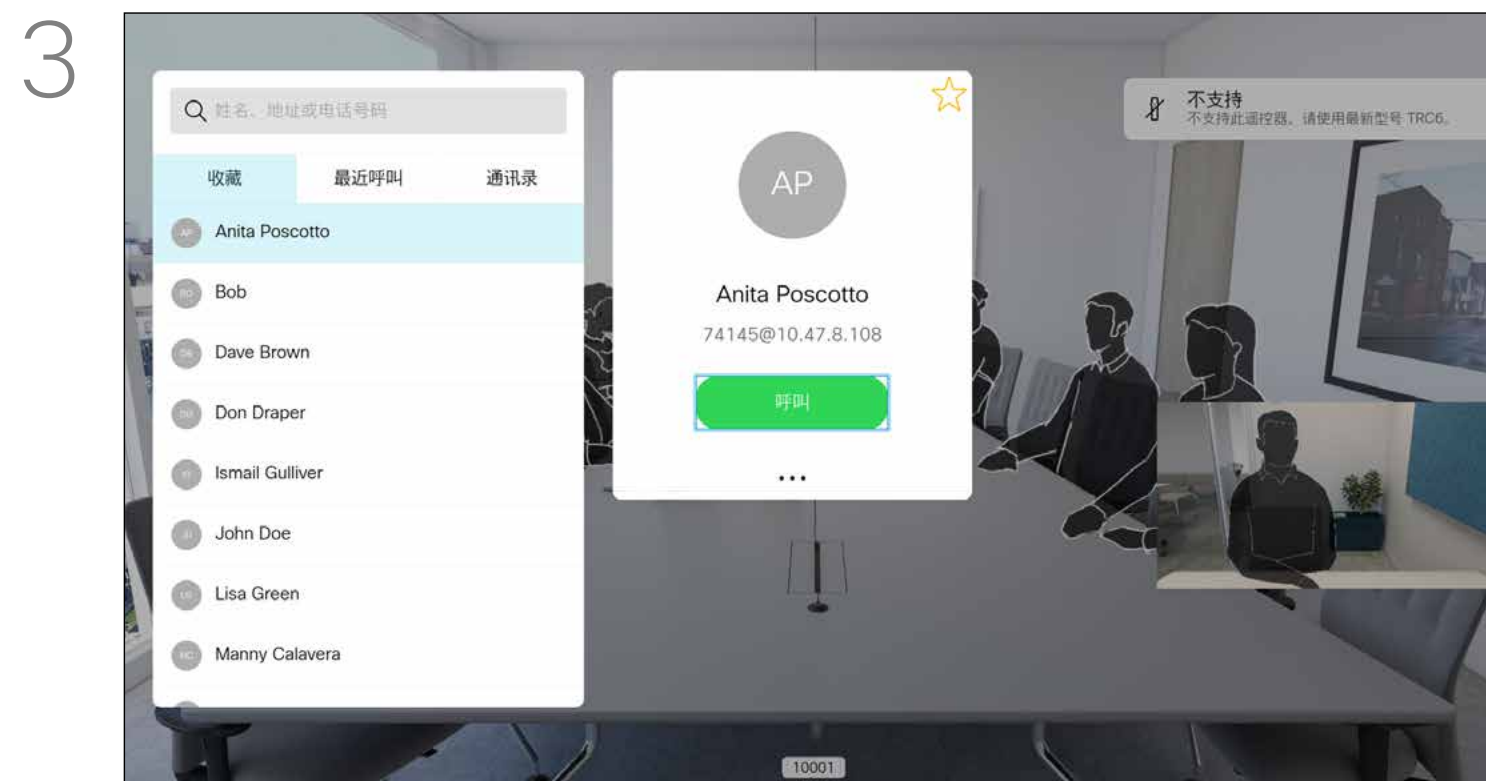 3
姓名、地址或电话号码
收藏 最近呼叫 通讯录
Anita Poscotto
Bob
Dave Brown
Don Draper
Ismail Gulliver
John Doe
Lisa Green
Manny Calavera
AP
Anita Poscotto
74145@10.47.8.108
呼叫
不支持
不支持此遥控器。请使用最新型号 TRC6。
10001